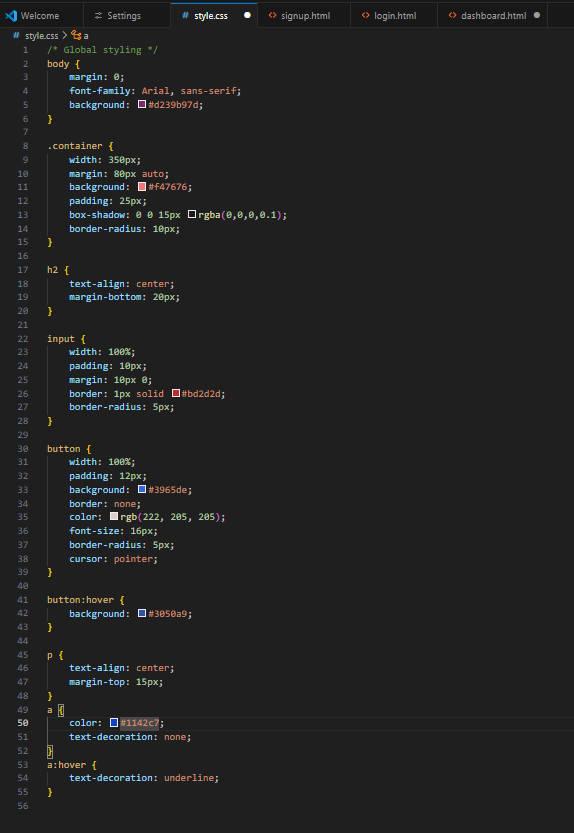 Welcome Settings # style.css signup.html login.html dashboard.html
# style.css > a
1 /* Global styling */
2 body {
3 margin: 0;
4 font-family: Arial, sans-serif;
5 background: #d239b97d;
6 }
7
8 .container {
9 width: 350px;
10 margin: 80px auto;
11 background: #f47676;
12 padding: 25px;
13 box-shadow: 0 0 15px rgba(0,0,0,0.1);
14 border-radius: 10px;
15 }
16
17 h2 {
18 text-align: center;
19 margin-bottom: 20px;
20 }
21
22 input {
23 width: 100%;
24 padding: 10px;
25 margin: 10px 0;
26 border: 1px solid #bd2d2d;
27 border-radius: 5px;
28 }
29
30 button {
31 width: 100%;
32 padding: 12px;
33 background: #3965de;
34 border: none;
35 color: rgb(222, 205, 205);
36 font-size: 16px;
37 border-radius: 5px;
38 cursor: pointer;
39 }
40
41 button:hover {
42 background: #3050a9;
43 }
44
45 p {
46 text-align: center;
47 margin-top: 15px;
48 }
49 a {
50 color: #1142c7;
51 text-decoration: none;
52 }
53 a:hover {
54 text-decoration: underline;
55 }
56